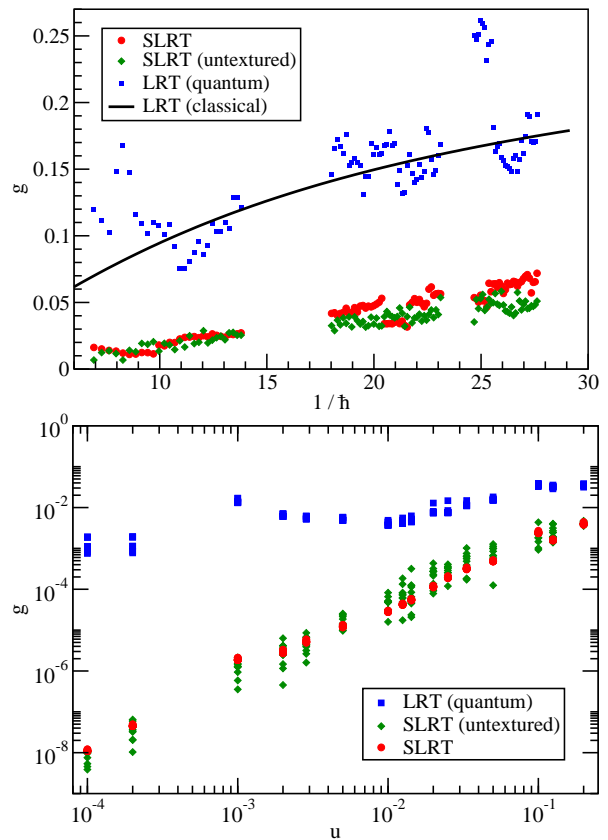 0.25
SLRT
SLRT (untextured)
0.2
LRT (quantum)
LRT (classical)
0.15
g
0.1
0.05
0
10 15 20 25 30
1 / ħ
10^0
10^-2
10^-4
g
10^-6
LRT (quantum)
SLRT (untextured)
10^-8
SLRT
10^-4 10^-3 10^-2 10^-1
u